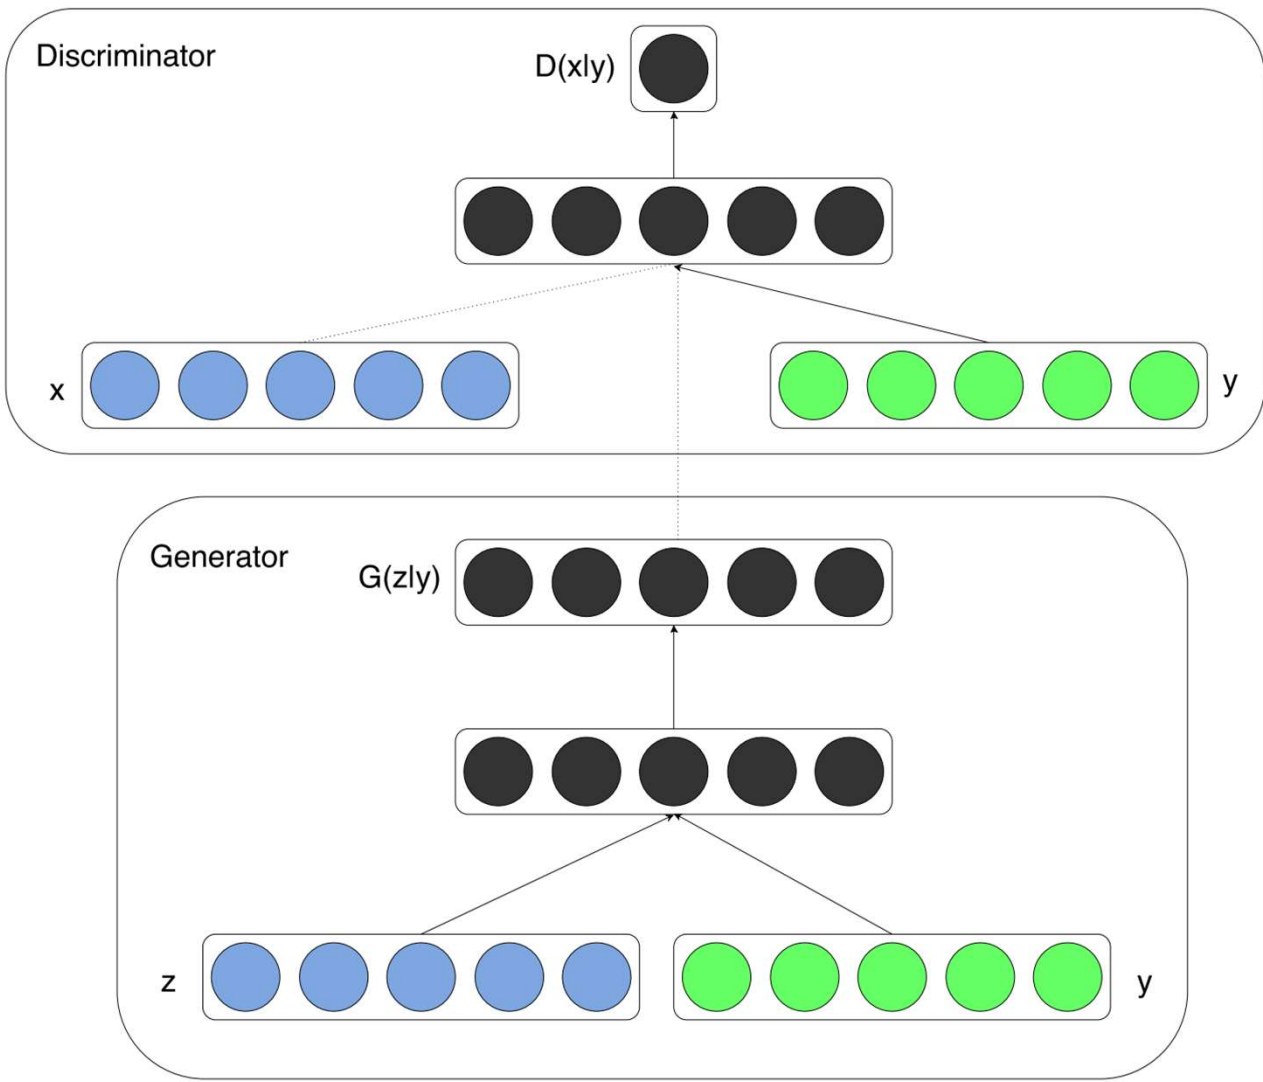 Discriminator
D(x|y)
x
y
Generator
G(z|y)
z
y